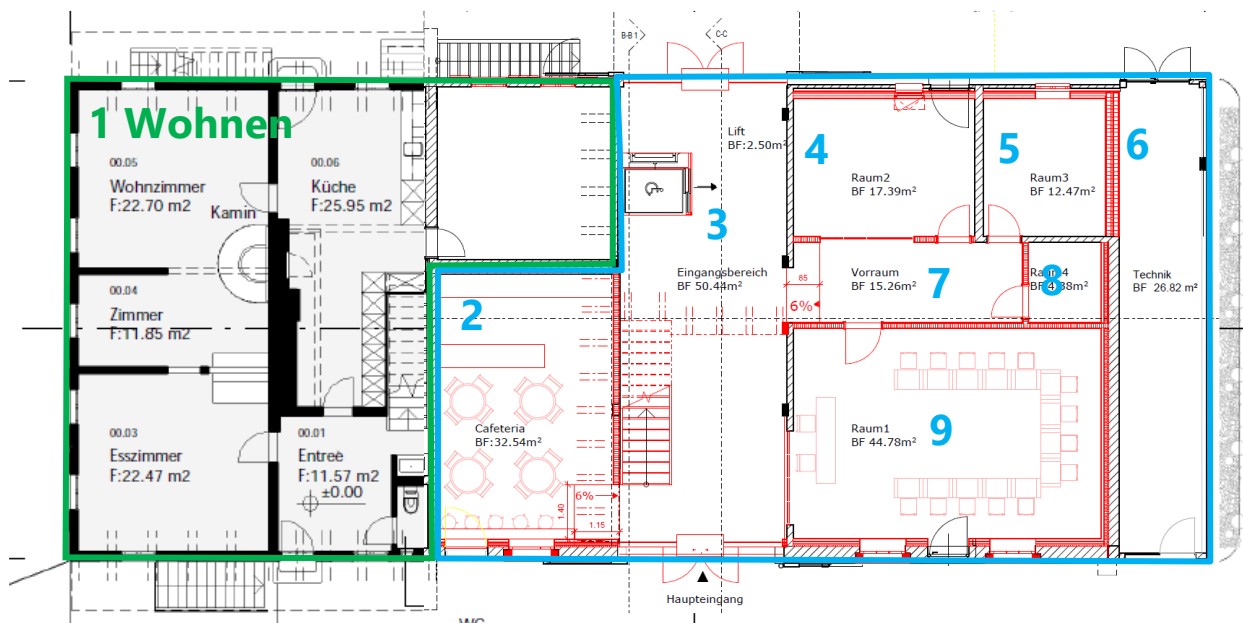 B-B 1
C-C
1 Wohnen
00.05
Wohnzimmer
F:22.70 m2
Kamin
00.06
Küche
F:25.95 m2
Lift
BF:2.50m²
3
4
Raum2
BF 17.39m²
5
Raum3
BF 12.47m²
6
00.04
Zimmer
F:11.85 m2
2
Eingangsbereich
BF 50.44m²
85
6%
Vorraum
BF 15.26m²
7
8
Technik
BF 26.82 m²
00.03
Esszimmer
F:22.47 m2
00.01
Entree
F:11.57 m2
±0.00
Cafeteria
BF:32.54m²
6%
1.40
1.15
Raum1
BF 44.78m²
9
Haupteingang